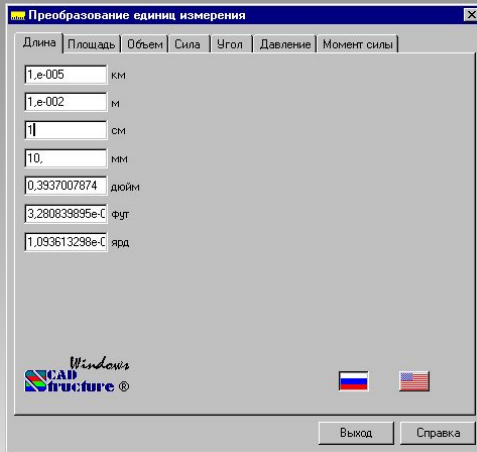 Преобразование единиц измерения
Длина Площадь Объем Сила Угол Давление Момент силы
1,e-005 км
1,e-002 м
1 см
10, мм
0,3937007874 дюйм
3,280839895e-0 фут
1,093613298e-0 ярд
Windows
SCAD
Structure ®
Выход Справка